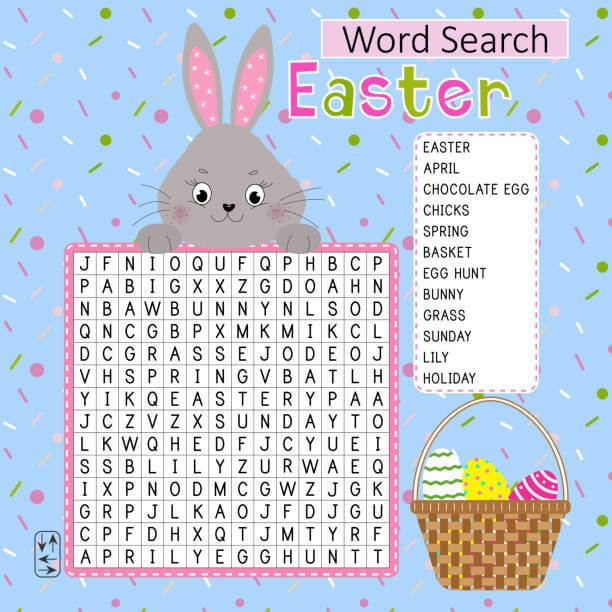 Word Search
Easter
EASTER
APRIL
CHOCOLATE EGG
CHICKS
SPRING
BASKET
EGG HUNT
BUNNY
GRASS
SUNDAY
LILY
HOLIDAY
J F N I O Q U F Q P H B C P
P A B I G X X Z G D O A H N
N B A W B U N N Y N L S O D
Q N C G B P X M K M I K C L
D C G R A S S E J O D E O J
V H S P R I N G V B A T L H
Y I K Q E A S T E R Y P A A
J C Z V Z X S U N D A Y T O
L K W Q H E D F J C Y U E I
S S B L I L Y Z U R W A E Q
I X P N O D M C G W Z J G K
G R P J L K A O J F D J G U
C P F D H X Q T J M T Y R F
A P R I L Y E G G H U N T T